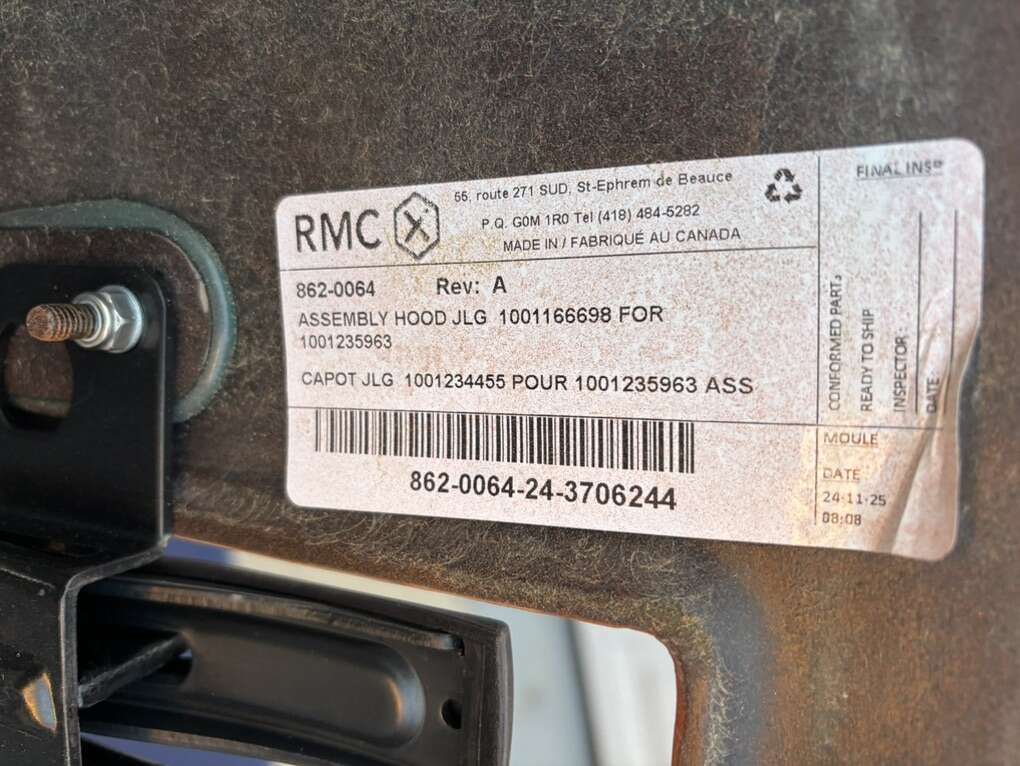 RMC
55, route 271 SUD, St-Ephrem de Beauce
P.Q. G0M 1R0 Tel (418) 484-5282
MADE IN / FABRIQUÉ AU CANADA
862-0064 Rev: A
ASSEMBLY HOOD JLG 1001166698 FOR
1001235963
CAPOT JLG 1001234455 POUR 1001235963 ASS
862-0064-24-3706244
FINAL INSP
CONFORMED PART
READY TO SHIP
INSPECTOR
DATE
MOULE
DATE
24-11-25
08:08